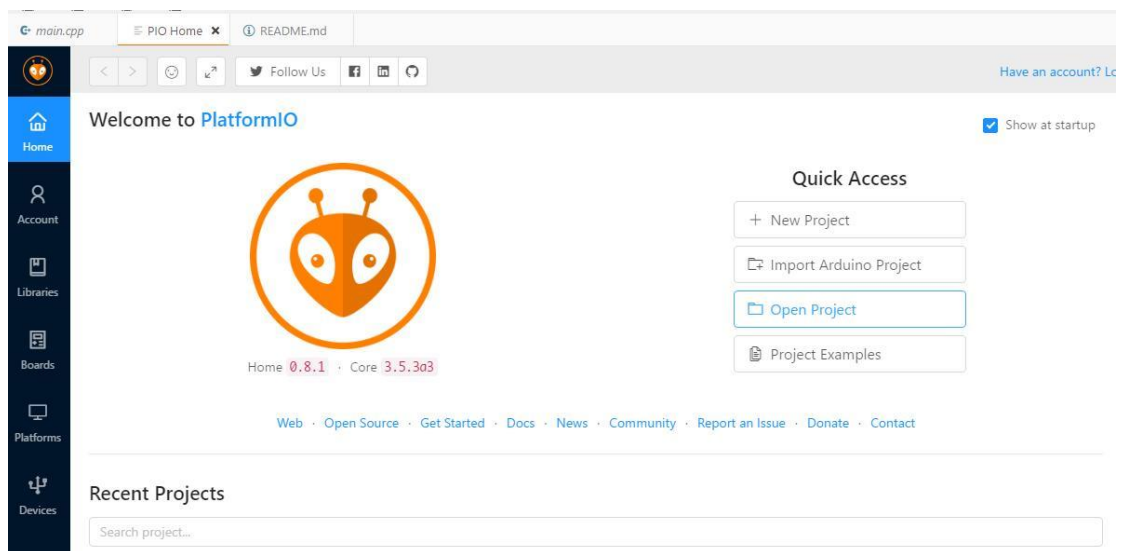 main.cpp PIO Home × README.md
Follow Us
Have an account?
Home
Account
Libraries
Boards
Platforms
Devices
Welcome to PlatformIO
Show at startup
Home 0.8.1 · Core 3.5.3a3
Quick Access
New Project
Import Arduino Project
Open Project
Project Examples
Web · Open Source · Get Started · Docs · News · Community · Report an Issue · Donate · Contact
Recent Projects
Search project...